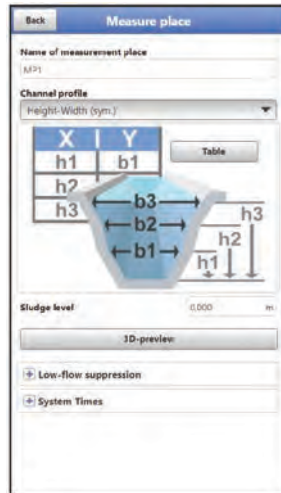 Back Measure place
Name of measurement place
MP1
Channel profile
Height-Width (sym.)
X Y
h1 b1
Table
h2
h3
b3
b2
b1
h3
h2
h1
Sludge level 0.000 m
3D-preview
+ Low-flow suppression
+ System Times